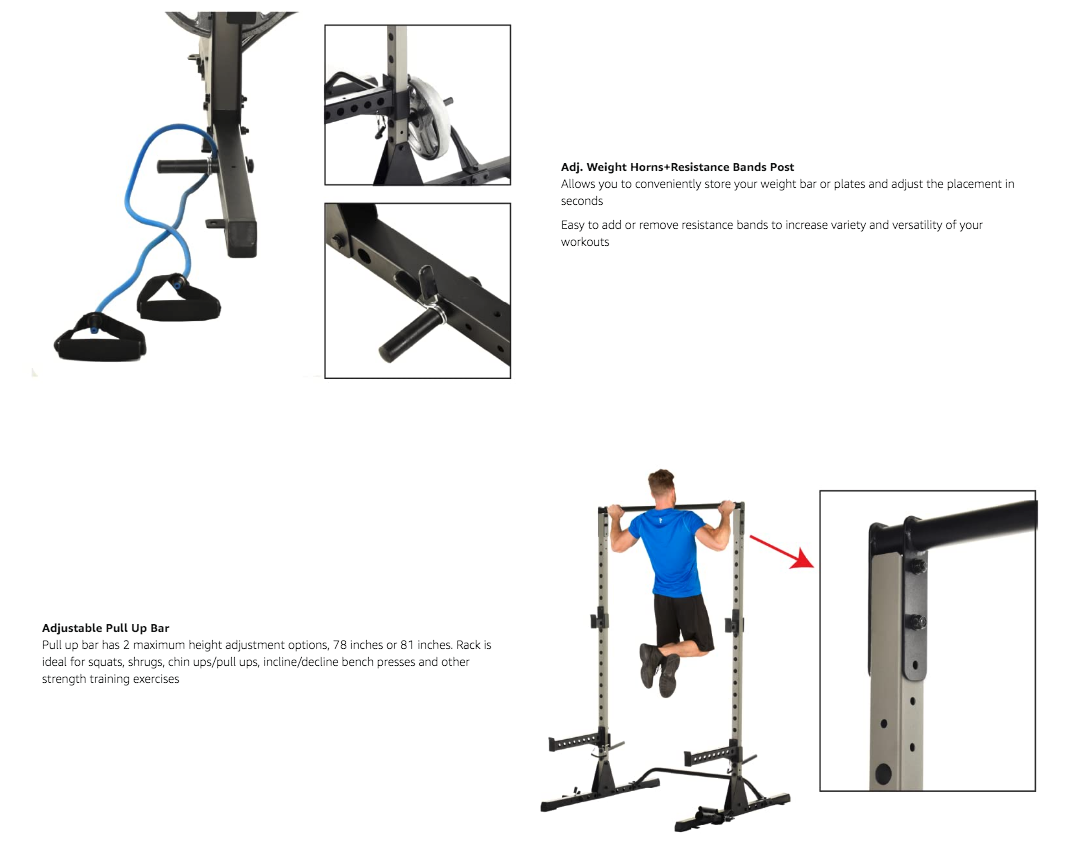 Adj. Weight Horns+Resistance Bands Post
Allows you to conveniently store your weight bar or plates and adjust the placement in
seconds
Easy to add or remove resistance bands to increase variety and versatility of your
workouts
Adjustable Pull Up Bar
Pull up bar has 2 maximum height adjustment options, 78 inches or 81 inches. Rack is
ideal for squats, shrugs, chin ups/pull ups, incline/decline bench presses and other
strength training exercises